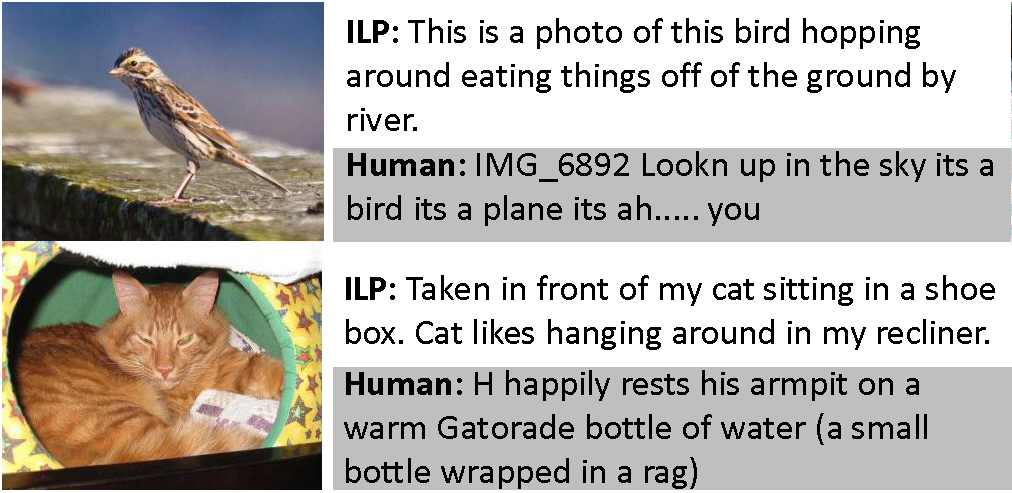 ILP: This is a photo of this bird hopping
around eating things off of the ground by
river.
Human: IMG_6892 Lookn up in the sky its a
bird its a plane its ah..... you
ILP: Taken in front of my cat sitting in a shoe
box. Cat likes hanging around in my recliner.
Human: H happily rests his armpit on a
warm Gatorade bottle of water (a small
bottle wrapped in a rag)